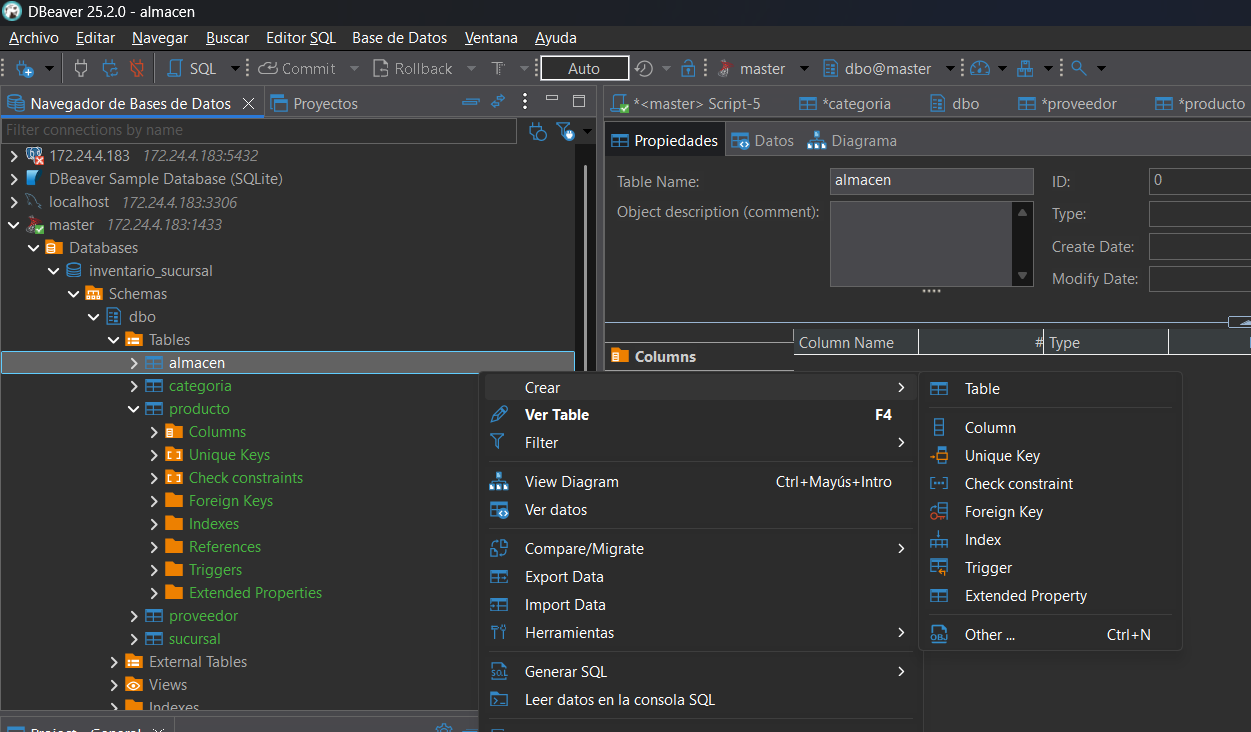 DBeaver 25.2.0 - almacen
Archivo Editar Navegar Buscar Editor SQL Base de Datos Ventana Ayuda
SQL Commit Rollback T Auto master dbo@master
Navegador de Bases de Datos Proyectos
*<master> Script-5 *categoria dbo *proveedor *producto
Filter connections by name
Propiedades Datos Diagrama
172.24.4.183 172.24.4.183:5432
DBeaver Sample Database (SQLite)
localhost 172.24.4.183:3306
master 172.24.4.183:1433
Databases
inventario_sucursal
Schemas
dbo
Tables
almacen
categoria
producto
Columns
Unique Keys
Check constraints
Foreign Keys
Indexes
References
Triggers
Extended Properties
proveedor
sucursal
External Tables
Views
Indexes
Project - General
Table Name: almacen
Object description (comment):
ID: 0
Type:
Create Date:
Modify Date:
Columns
Column Name # Type
Crear
Ver Table F4
Filter
View Diagram Ctrl+Mayús+Intro
Ver datos
Compare/Migrate
Export Data
Import Data
Herramientas
Generar SQL
Leer datos en la consola SQL
Table
Column
Unique Key
Check constraint
Foreign Key
Index
Trigger
Extended Property
Other ... Ctrl+N